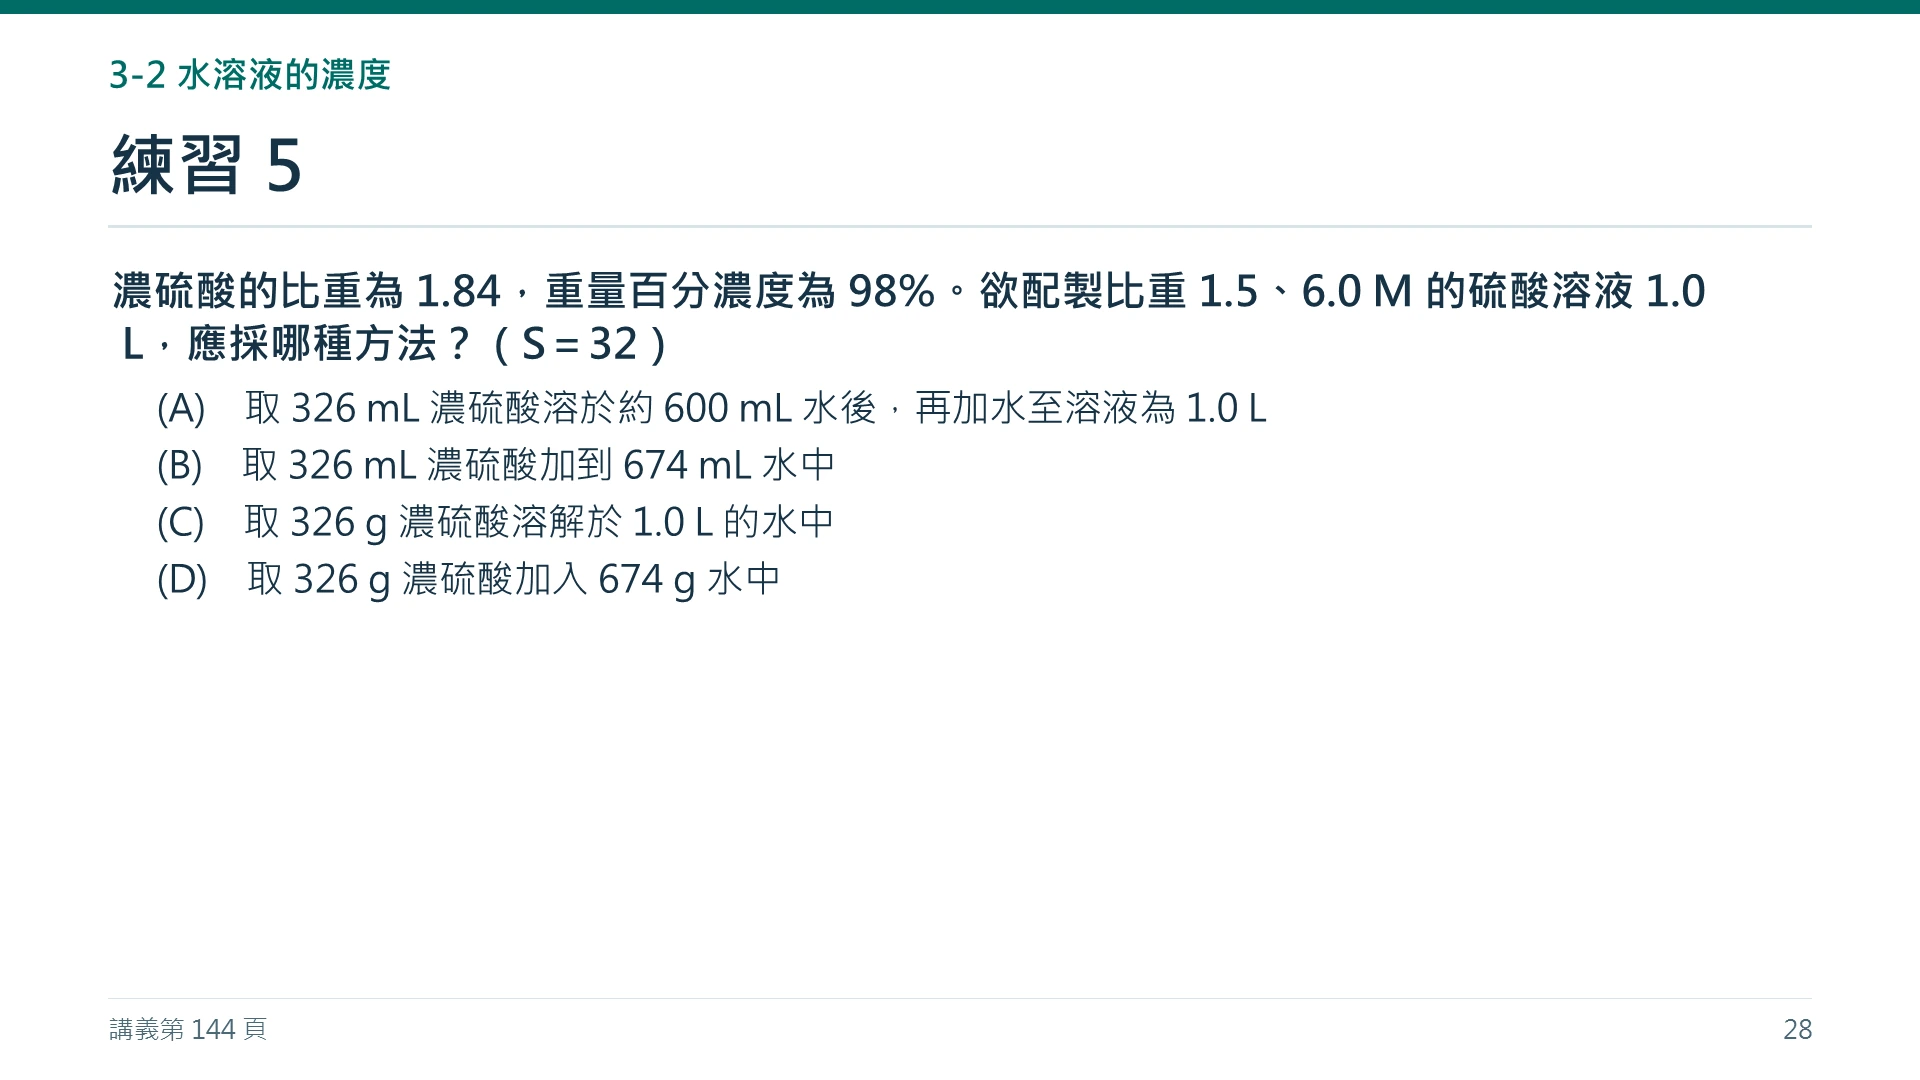 3-2 水溶液的濃度
練習 5
濃硫酸的比重為 1.84，重量百分濃度為 98%。欲配製比重 1.5、6.0 M 的硫酸溶液 1.0
L，應採哪種方法？（S＝32）
(A) 取 326 mL 濃硫酸溶於約 600 mL 水後，再加水至溶液為 1.0 L
(B) 取 326 mL 濃硫酸加到 674 mL 水中
(C) 取 326 g 濃硫酸溶解於 1.0 L 的水中
(D) 取 326 g 濃硫酸加入 674 g 水中
講義第 144 頁
28